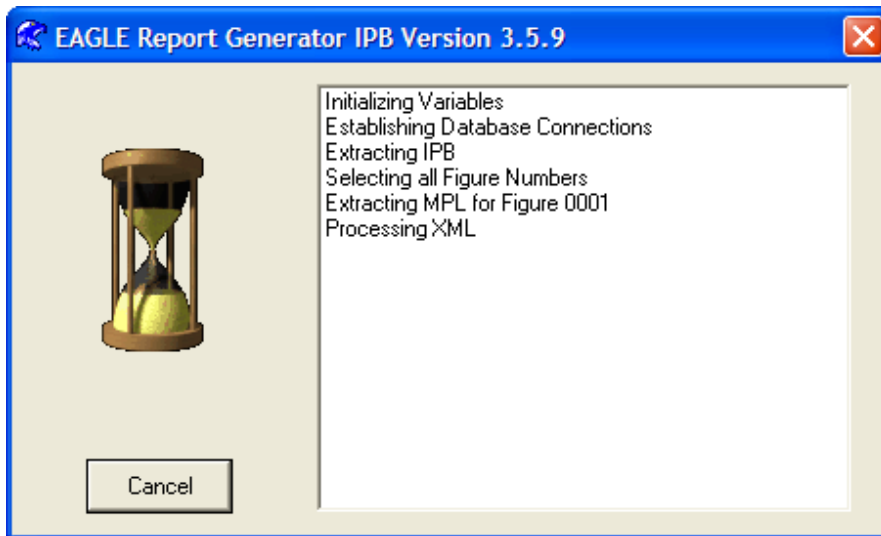 EAGLE Report Generator IPB Version 3.5.9
Initializing Variables
Establishing Database Connections
Extracting IPB
Selecting all Figure Numbers
Extracting MPL for Figure 0001
Processing XML
Cancel